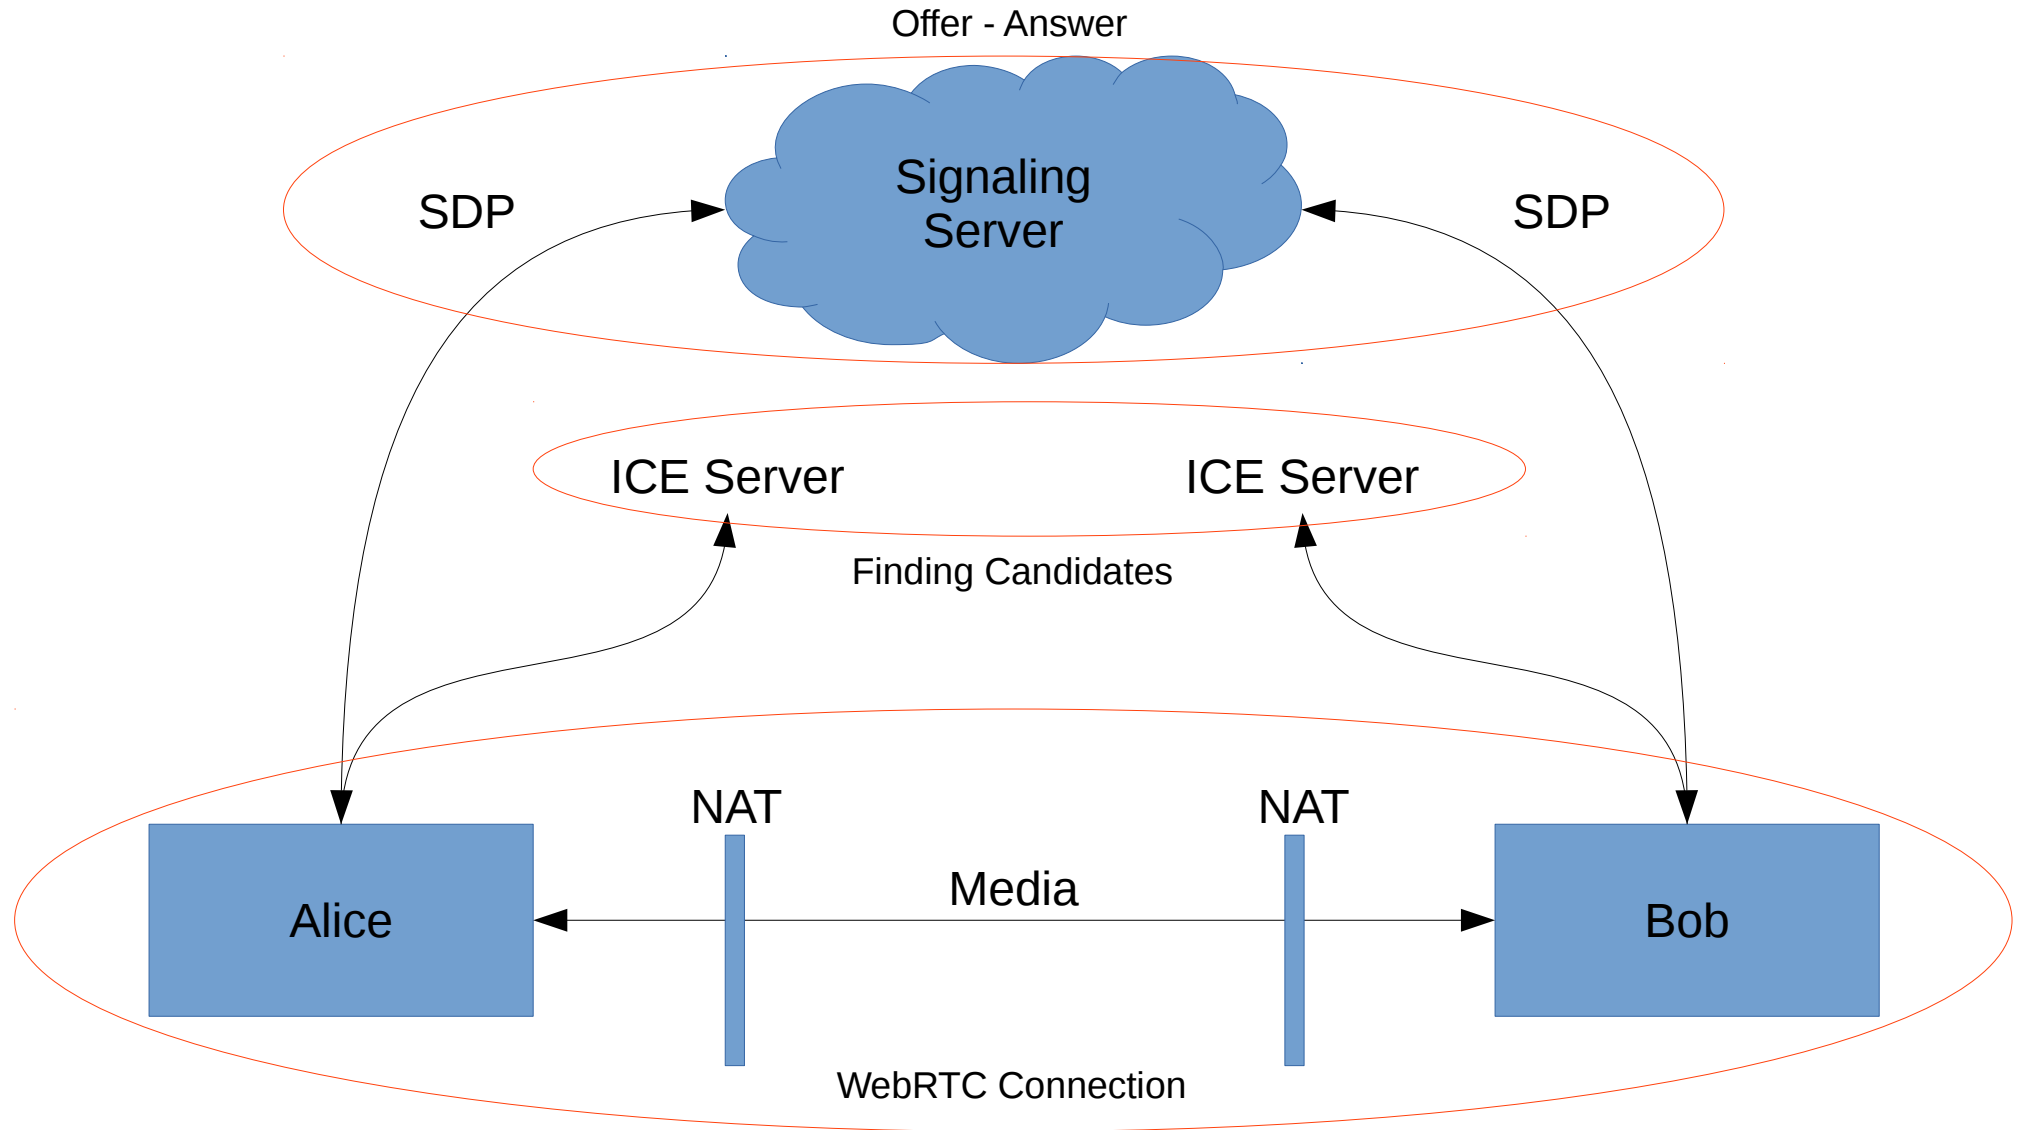 Offer - Answer
SDP
Signaling
Server
SDP
ICE Server
ICE Server
Finding Candidates
NAT
NAT
Media
Alice
Bob
WebRTC Connection